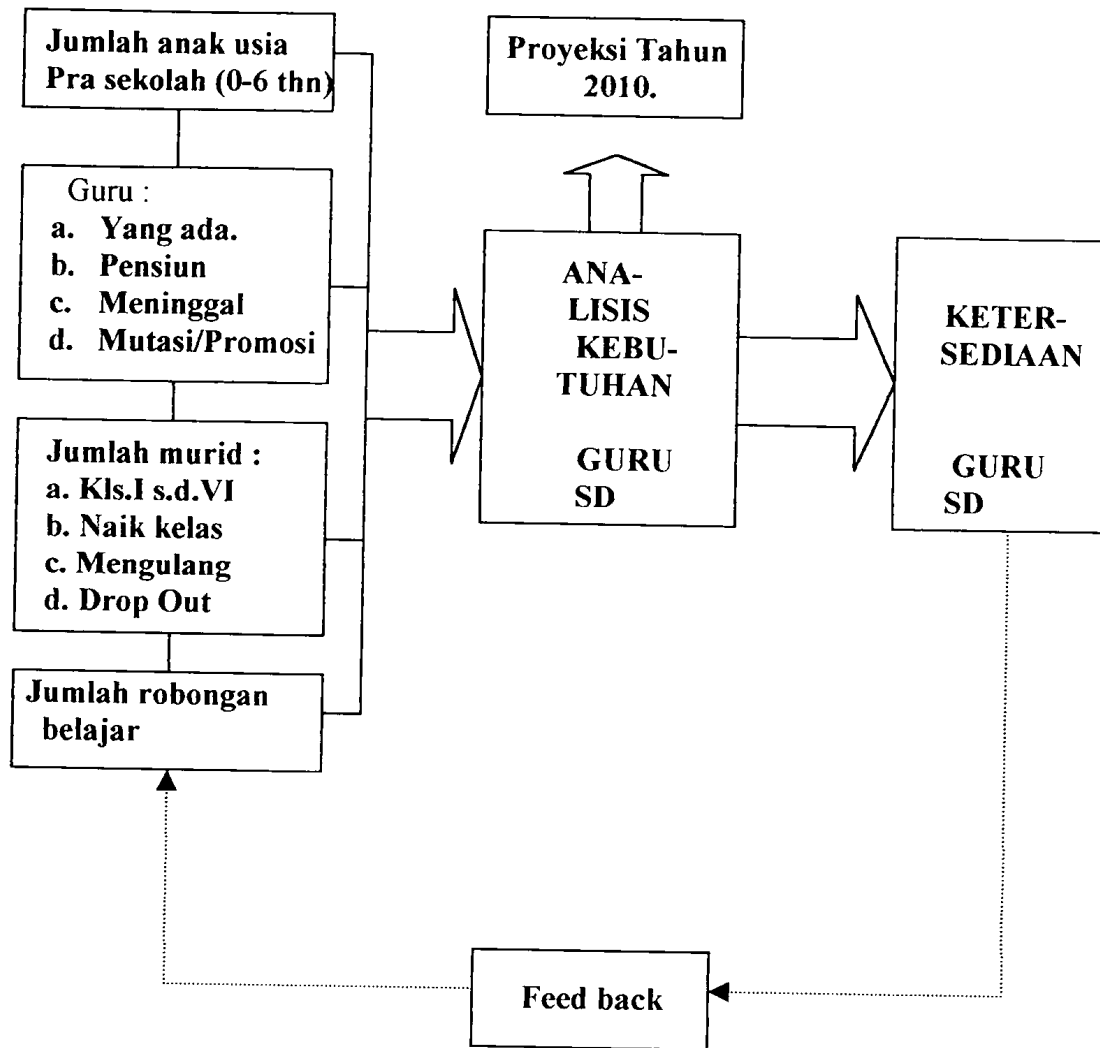 Jumlah anak usia
Pra sekolah (0-6 thn)
Guru :
a. Yang ada.
b. Pensiun
c. Meninggal
d. Mutasi/Promosi
Jumlah murid :
a. Kls.I s.d.VI
b. Naik kelas
c. Mengulang
d. Drop Out
Jumlah robongan
belajar
Proyeksi Tahun
2010.
ANA-
LISIS
KEBU-
TUHAN
GURU
SD
KETER-
SEDIAAN
GURU
SD
Feed back